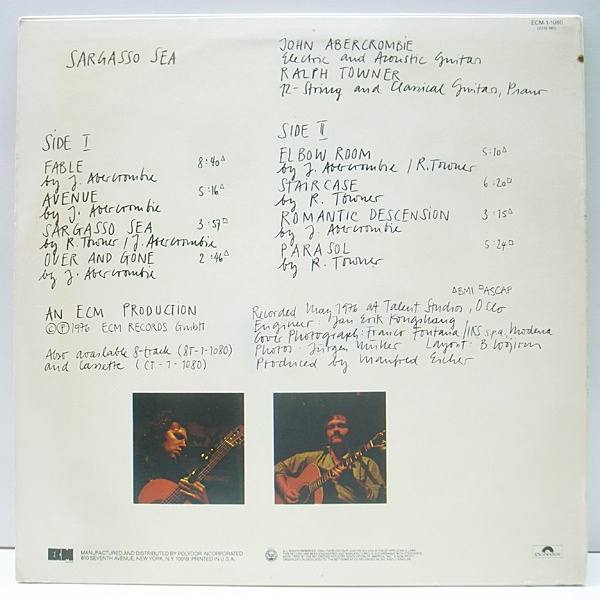 ECM-1-1080
SARGASSO SEA
JOHN ABERCROMBIE
Electric and Acoustic Guitars
RALPH TOWNER
12-String and Classical Guitars, Piano
SIDE I
FABLE 8:40△
by J. Abercrombie
AVENUE 5:16△
by J. Abercrombie
SARGASSO SEA 3:57□
by R. Towner / J. Abercrombie
OVER AND GONE 2:46△
by J. Abercrombie
SIDE II
ELBOW ROOM 5:10△
by J. Abercrombie / R. Towner
STAIRCASE 6:20□
by R. Towner
ROMANTIC DESCENSION 3:15△
by J. Abercrombie
PARASOL 5:24□
by R. Towner
△BMI □ASCAP
AN ECM PRODUCTION
©℗1976 ECM RECORDS GmbH
Also available 8-track (8T-1-1080)
and cassette (CT-1-1080)
Recorded May 1976 at Talent Studios, Oslo
Engineer: Jan Erik Kongshaug
Cover Photograph: Franco Fontana/IKS s.p.a, Modena
Photos: Layout: B. Wojirsch
Produced by Manfred Eicher
ECM
MANUFACTURED AND DISTRIBUTED BY POLYDOR INCORPORATED
810 SEVENTH AVENUE, NEW YORK, N.Y. 10019. PRINTED IN U.S.A.